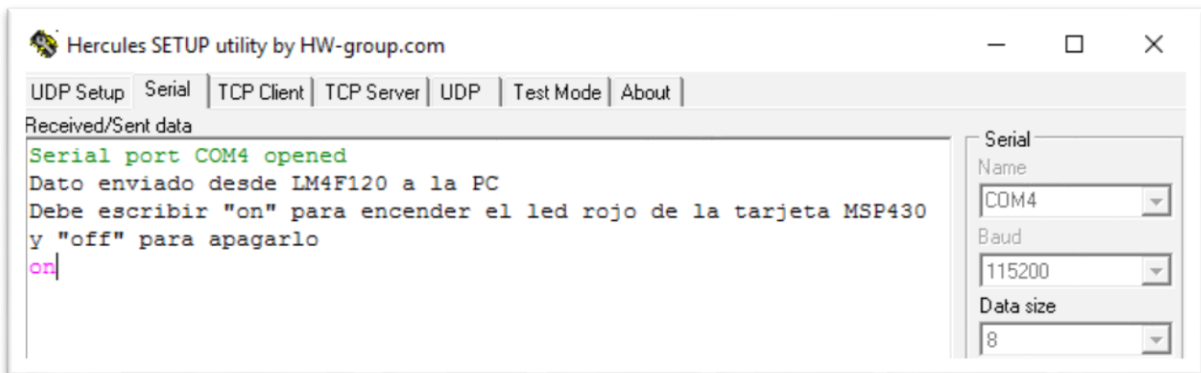 Hercules SETUP utility by HW-group.com
UDP Setup Serial TCP Client TCP Server UDP Test Mode About
Received/Sent data
Serial port COM4 opened
Dato enviado desde LM4F120 a la PC
Debe escribir "on" para encender el led rojo de la tarjeta MSP430
y "off" para apagarlo
on
Serial
Name
COM4
Baud
115200
Data size
8